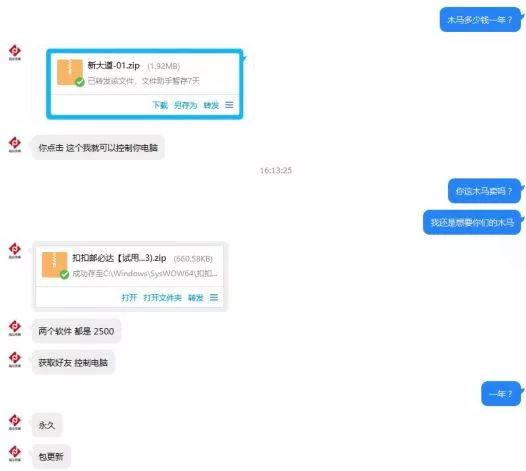 木马多少钱一年？
新大道-01.zip (1.92MB)
已转发该文件，文件助手暂存7天
下载 另存为 转发
你点击 这个我就可以控制你电脑
16:13:25
你这木马卖吗？
我还是想要你们的木马
扣扣邮必达【试用...3).zip (660.58KB)
成功存至C:\Windows\SysWOW64\扣扣...
打开 打开文件夹 转发
两个软件 都是 2500
获取好友 控制电脑
一年？
永久
包更新